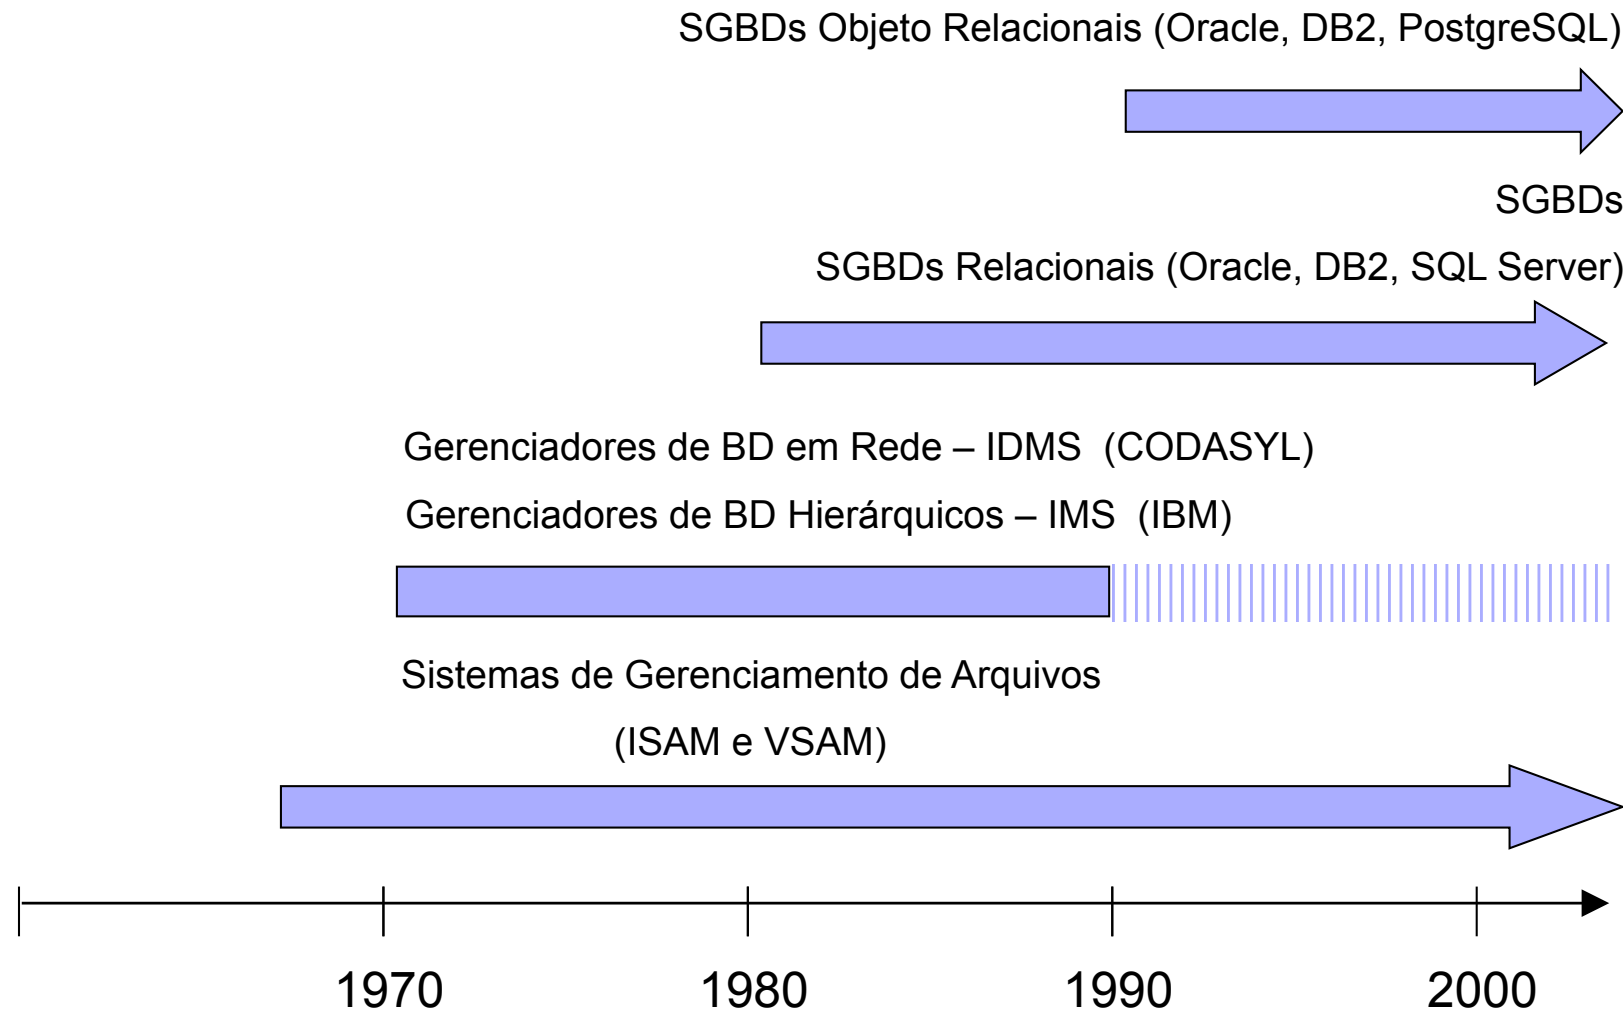 SGBDs Objeto Relacionais (Oracle, DB2, PostgreSQL)
SGBDs
SGBDs Relacionais (Oracle, DB2, SQL Server)
Gerenciadores de BD em Rede – IDMS (CODASYL)
Gerenciadores de BD Hierárquicos – IMS (IBM)
Sistemas de Gerenciamento de Arquivos
(ISAM e VSAM)
1970 1980 1990 2000